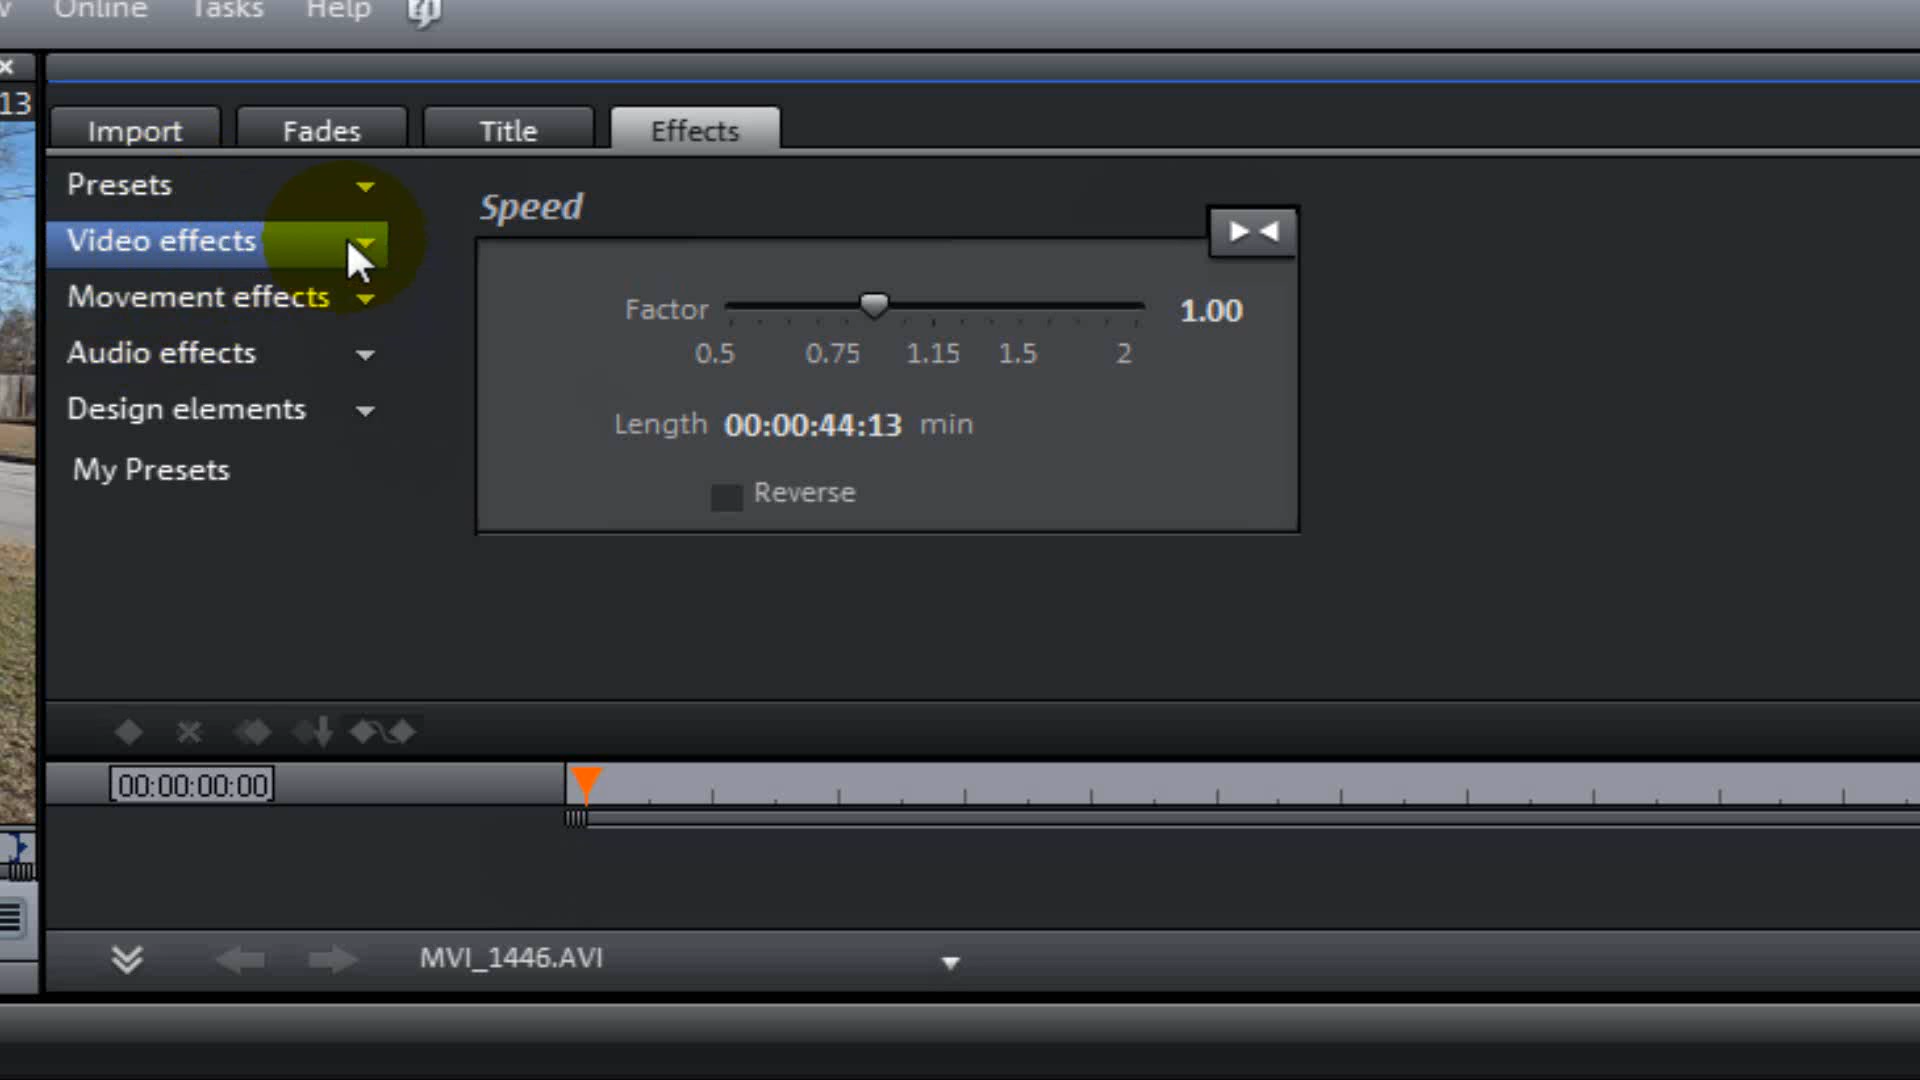 Online Tasks Help
13
Import Fades Title Effects
Presets
Video effects
Movement effects
Audio effects
Design elements
My Presets
Speed
Factor 1.00
0.5 0.75 1.15 1.5 2
Length 00:00:44:13 min
Reverse
00:00:00:00
MVI_1446.AVI